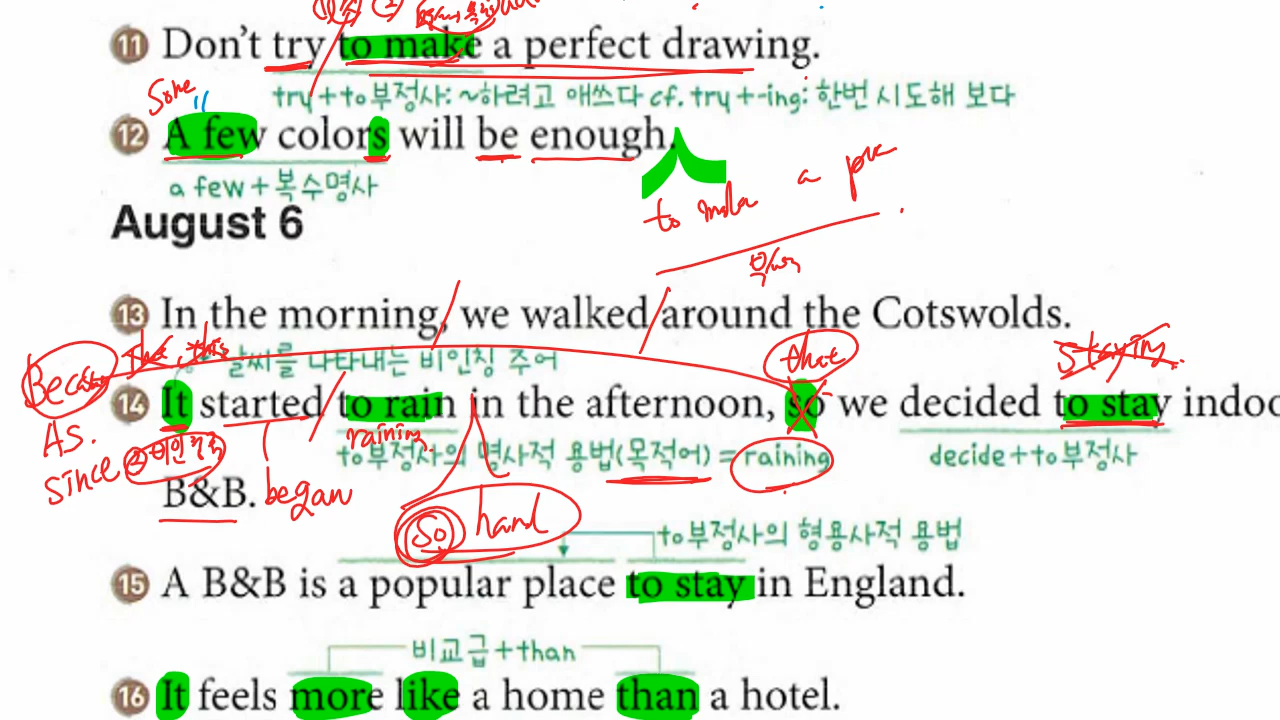 11 Don't try to make a perfect drawing.
Some
try+to부정사: ~하려고 애쓰다 cf. try+-ing: 한번 시도해 보다
12 A few colors will be enough.
a few+복수명사
to make a
August 6
13 In the morning, we walked around the Cotswolds.
날씨를 나타내는 비인칭 주어
that
staying
14 It started to rain in the afternoon, so we decided to stay indoo
As.
since
raining
to부정사의 명사적 용법(목적어) = raining
decide+to부정사
B&B.
began
so hard
to부정사의 형용사적 용법
15 A B&B is a popular place to stay in England.
비교급+than
16 It feels more like a home than a hotel.